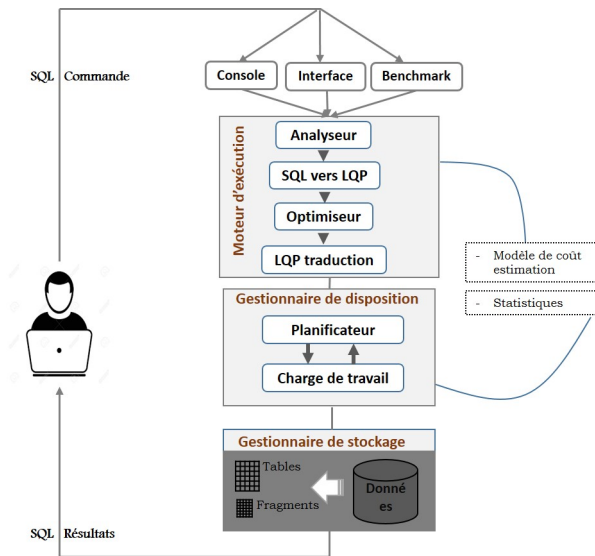 SQL Commande
Console
Interface
Benchmark
Moteur d'exécution
Analyseur
SQL vers LQP
Optimiseur
LQP traduction
- Modèle de coût
estimation
- Statistiques
Gestionnaire de disposition
Planificateur
Charge de travail
Gestionnaire de stockage
Tables
Fragments
Donné
es
SQL Résultats